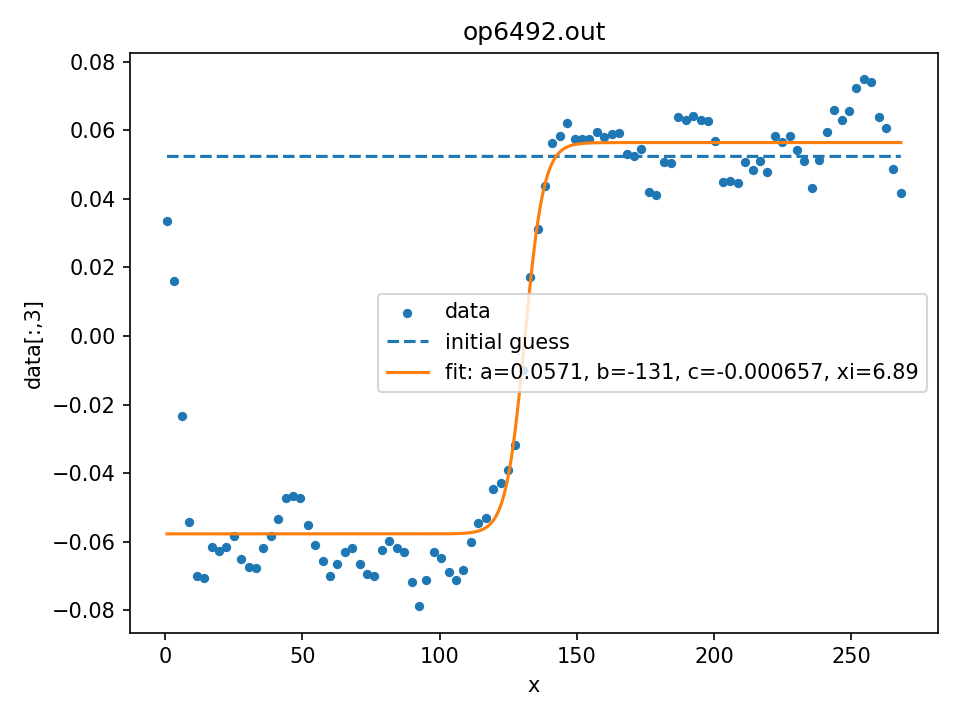 op6492.out
0.08
0.06
0.04
0.02
0.00
−0.02
−0.04
−0.06
−0.08
data[:,3]
data
initial guess
fit: a=0.0571, b=-131, c=-0.000657, xi=6.89
0 50 100 150 200 250
x